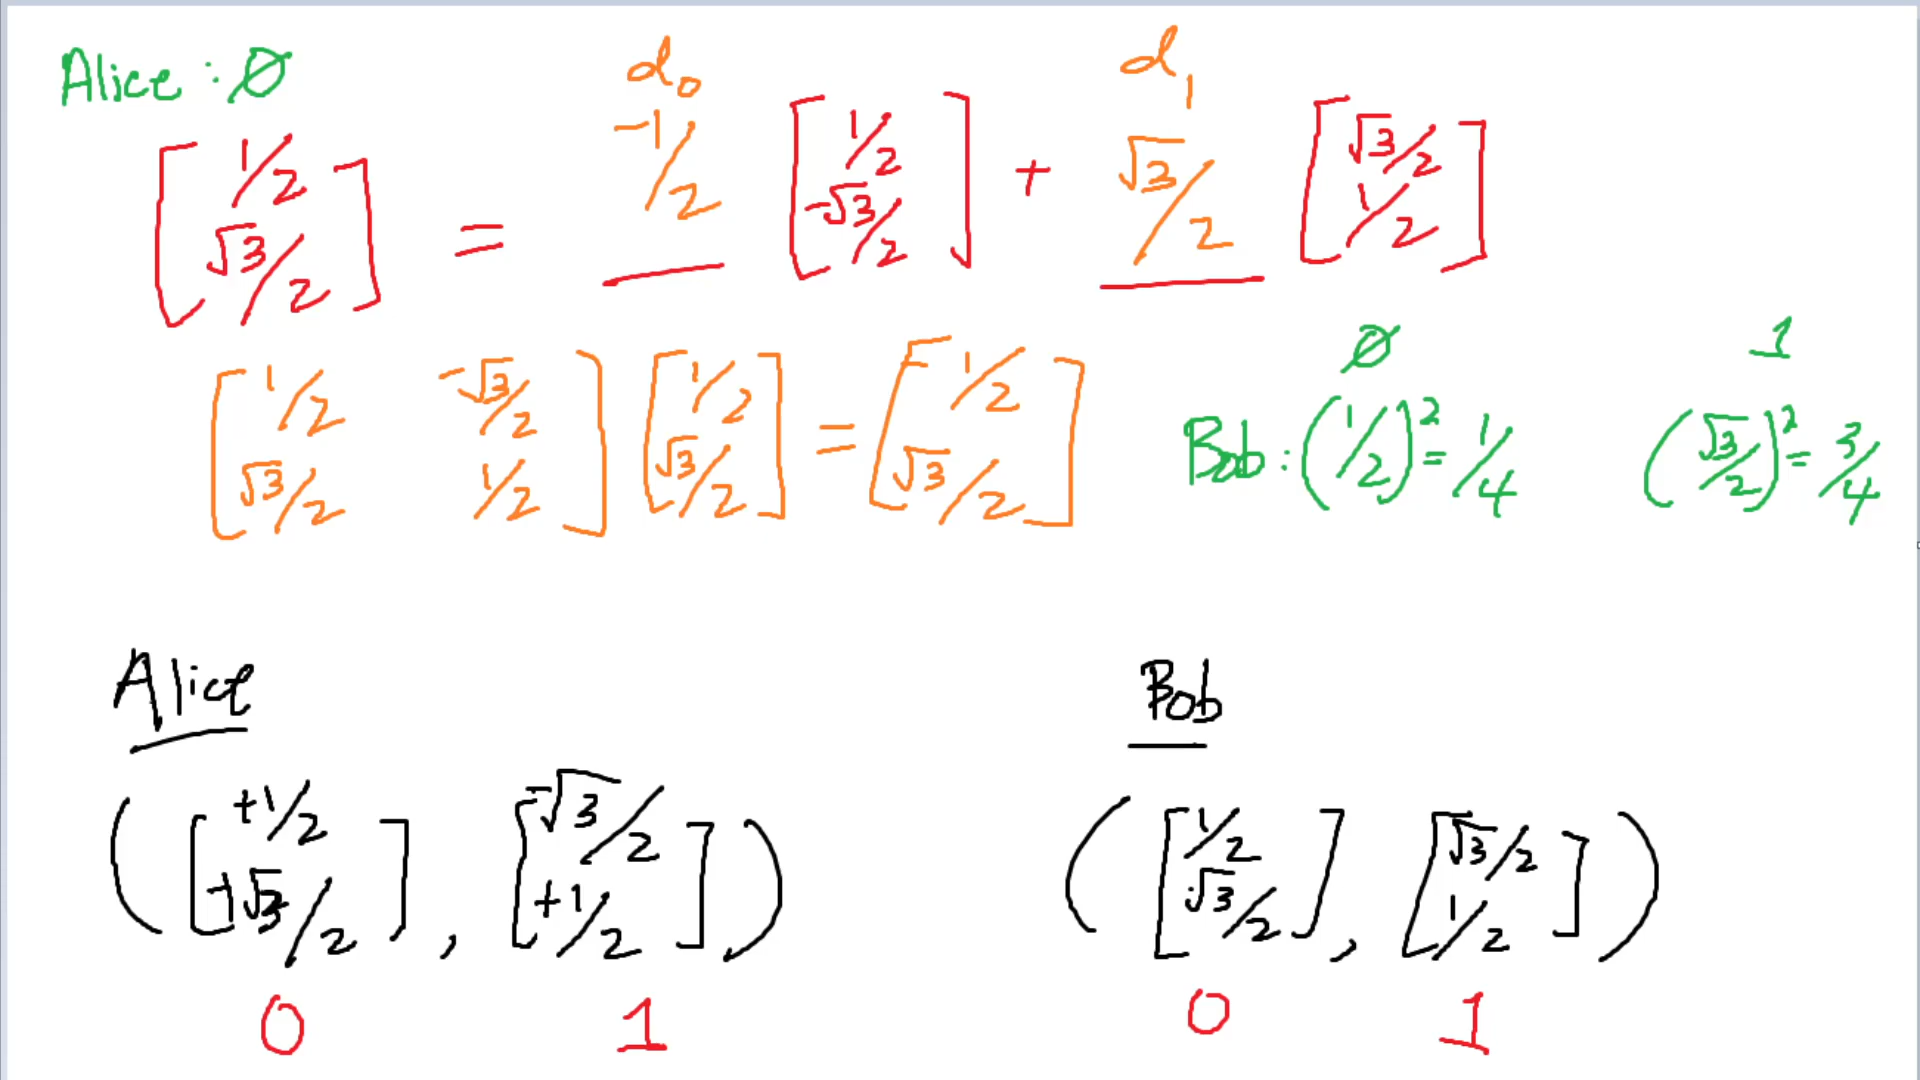 Alice : 0
d₀ d₁
[1/2 √3/2] = -1/2 [1/2 -√3/2] + √3/2 [√3/2 1/2]
[1/2 -√3/2 √3/2 1/2] [1/2 √3/2] = [-1/2 √3/2]
0 1
Bob : (1/2)² = 1/4 (√3/2)² = 3/4
Alice Bob
([+1/2 +√3/2], [-√3/2 +1/2]) ([1/2 √3/2], [√3/2 1/2])
0 1 0 1